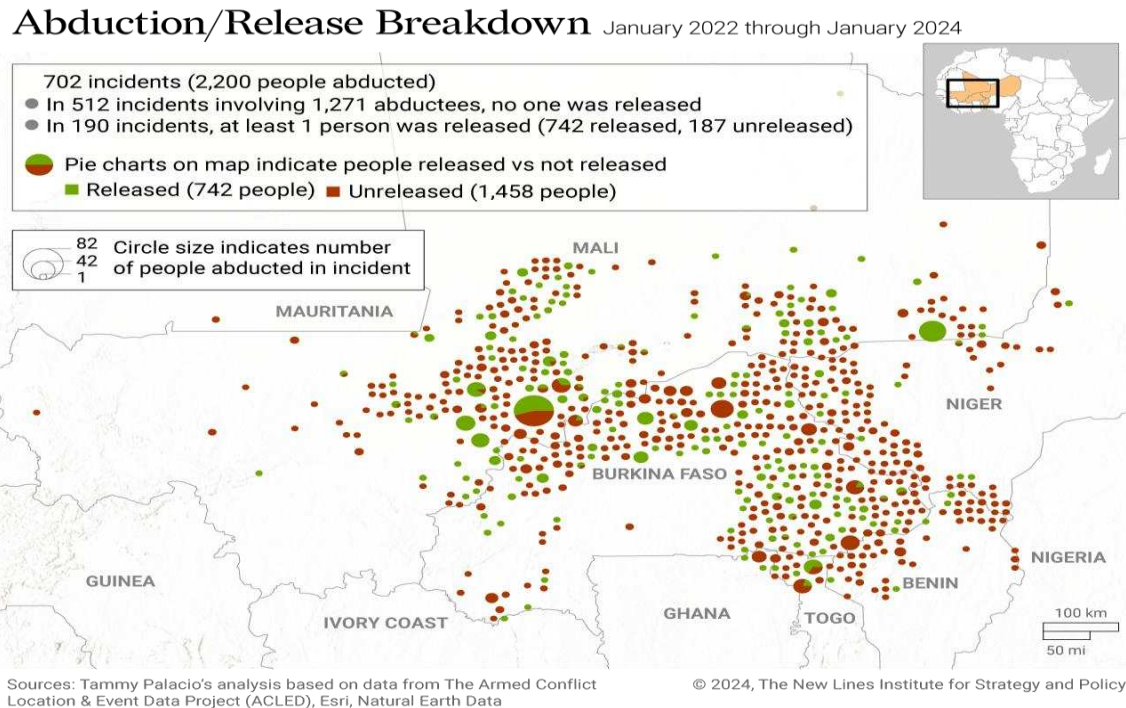 Abduction/Release Breakdown January 2022 through January 2024
702 incidents (2,200 people abducted)
In 512 incidents involving 1,271 abductees, no one was released
In 190 incidents, at least 1 person was released (742 released, 187 unreleased)
Pie charts on map indicate people released vs not released
Released (742 people) Unreleased (1,458 people)
82
42
1
Circle size indicates number
of people abducted in incident
MALI
MAURITANIA
NIGER
BURKINA FASO
NIGERIA
GUINEA
BENIN
IVORY COAST
GHANA
TOGO
100 km
50 mi
Sources: Tammy Palacio's analysis based on data from The Armed Conflict
Location & Event Data Project (ACLED), Esri, Natural Earth Data
© 2024, The New Lines Institute for Strategy and Policy